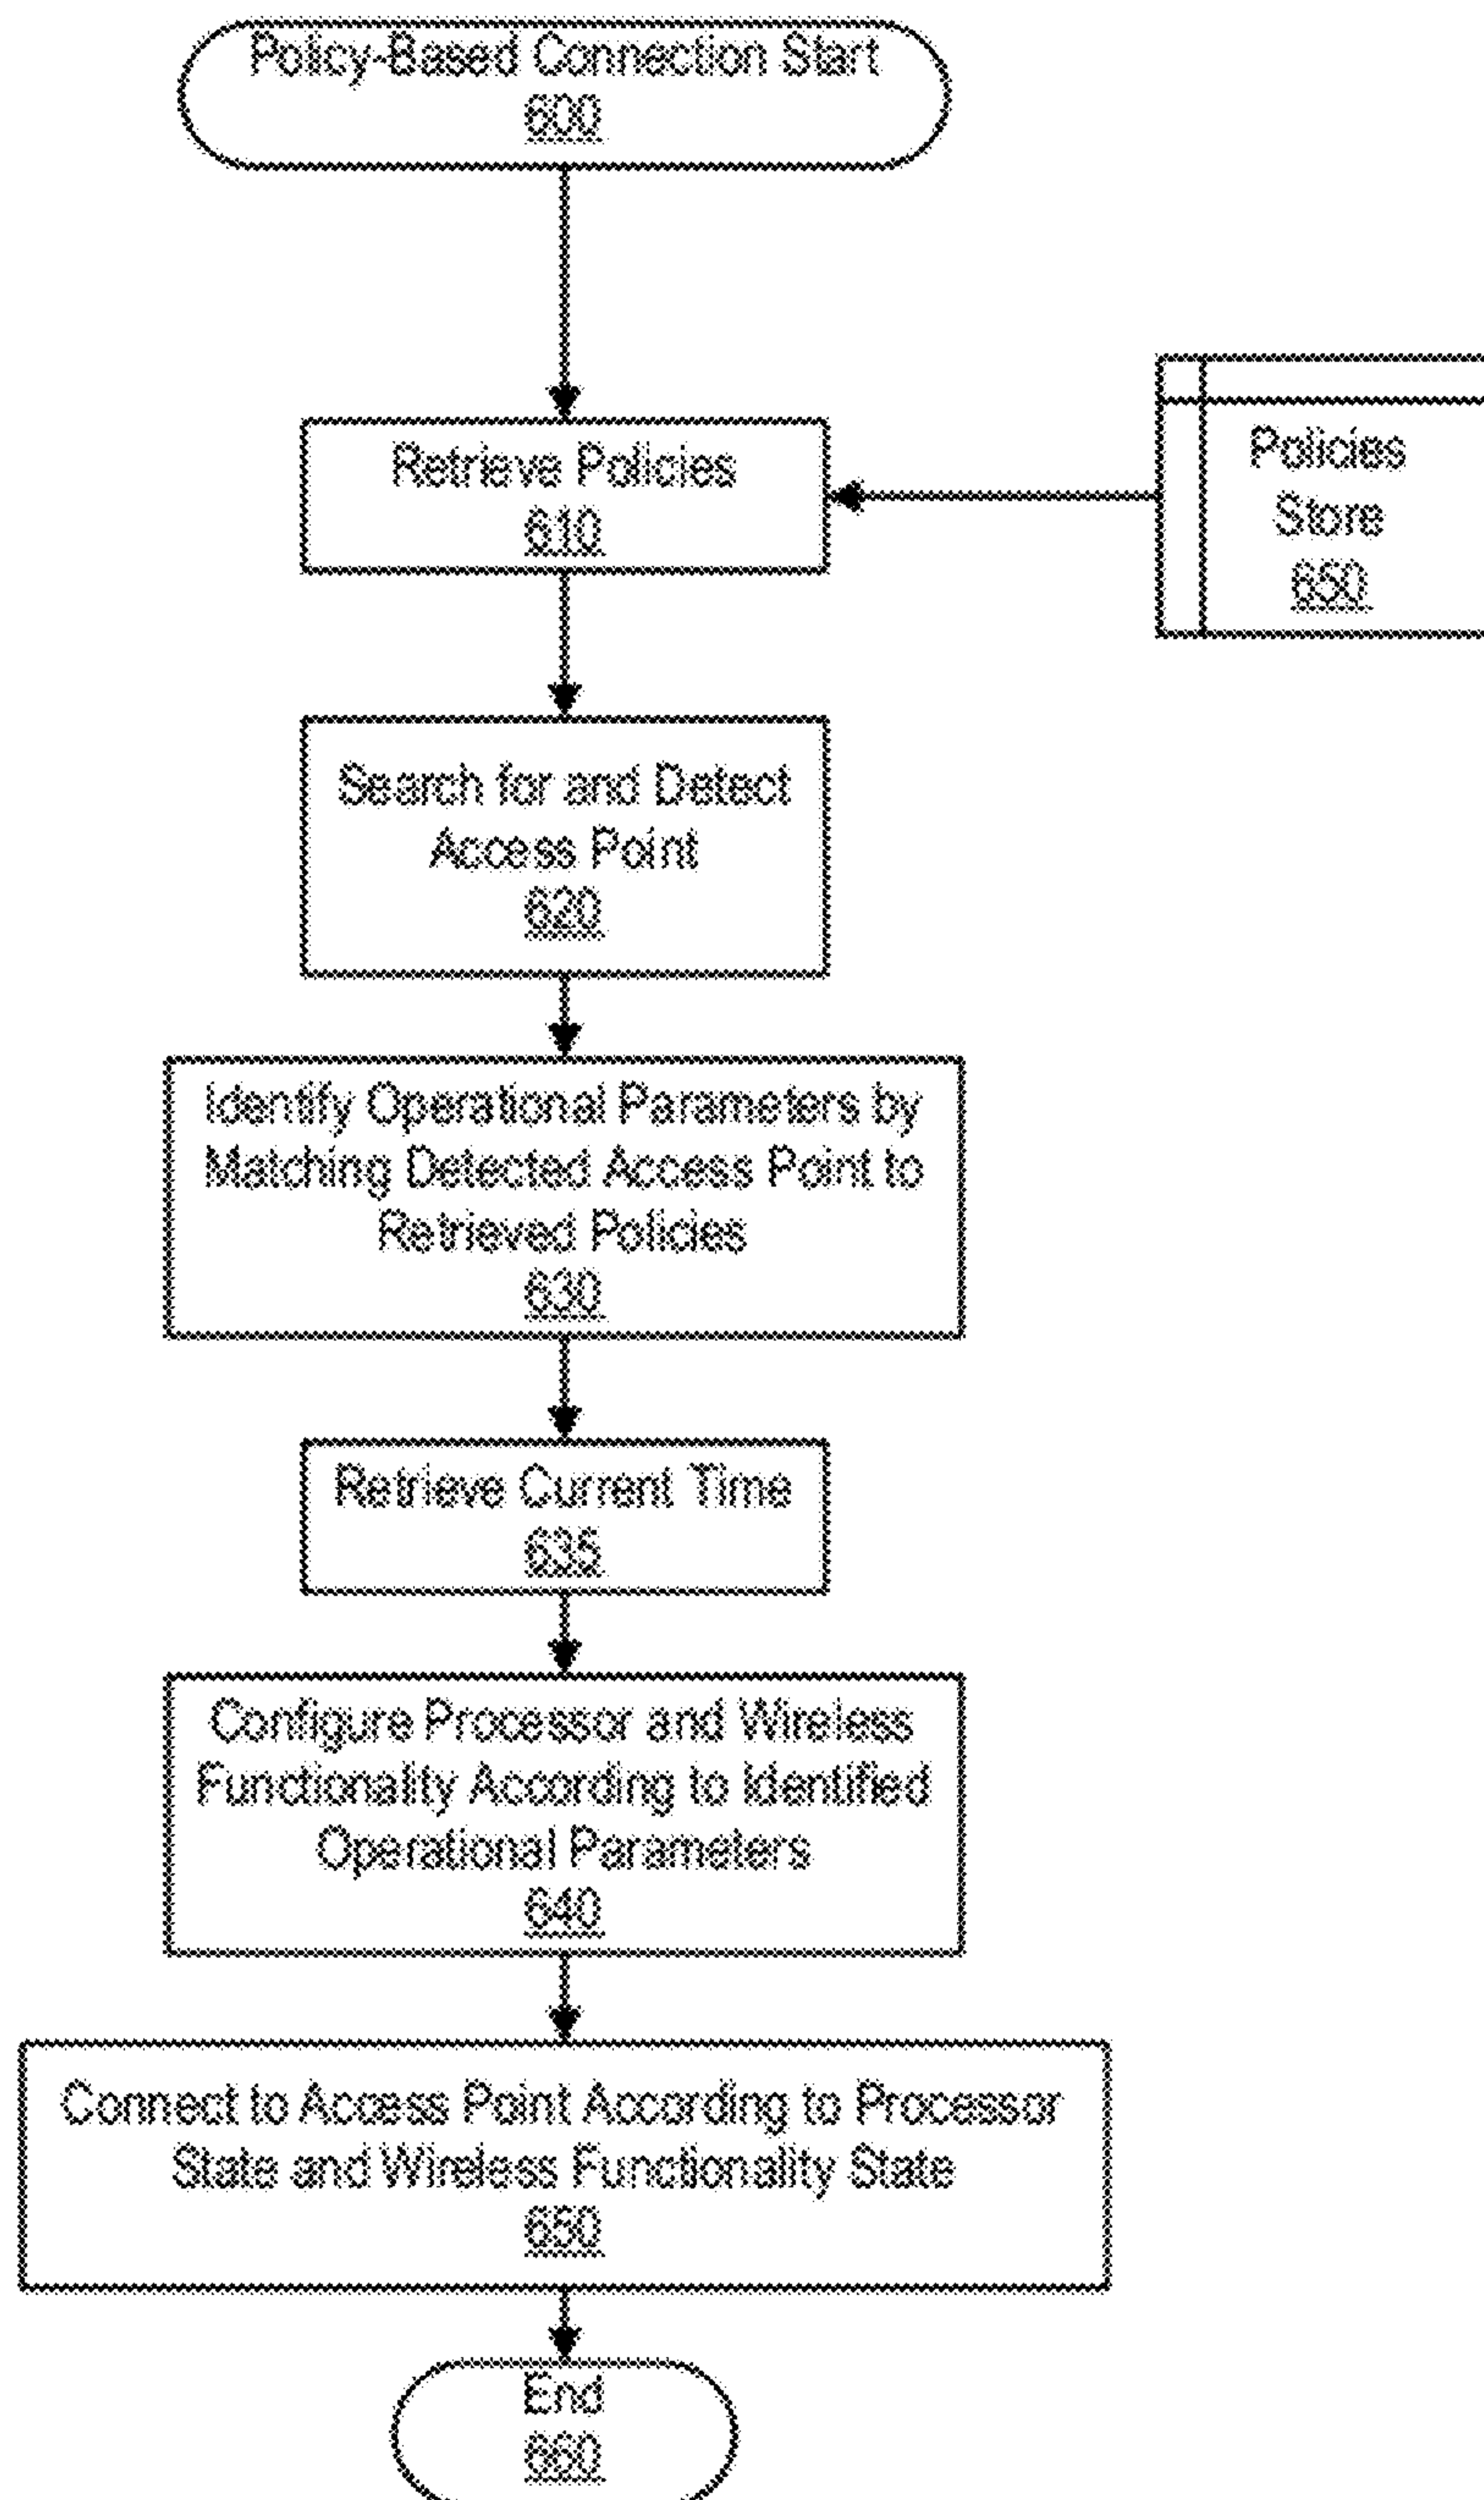 Policy-Based Connection Start
600
Retrieve Policies
610
Policies
Store
650
Search for and Detect
Access Point
620
Identify Operational Parameters by
Matching Detected Access Point to
Retrieved Policies
630
Retrieve Current Time
635
Configure Processor and Wireless
Functionality According to Identified
Operational Parameters
640
Connect to Access Point According to Processor
State and Wireless Functionality State
650
End
660